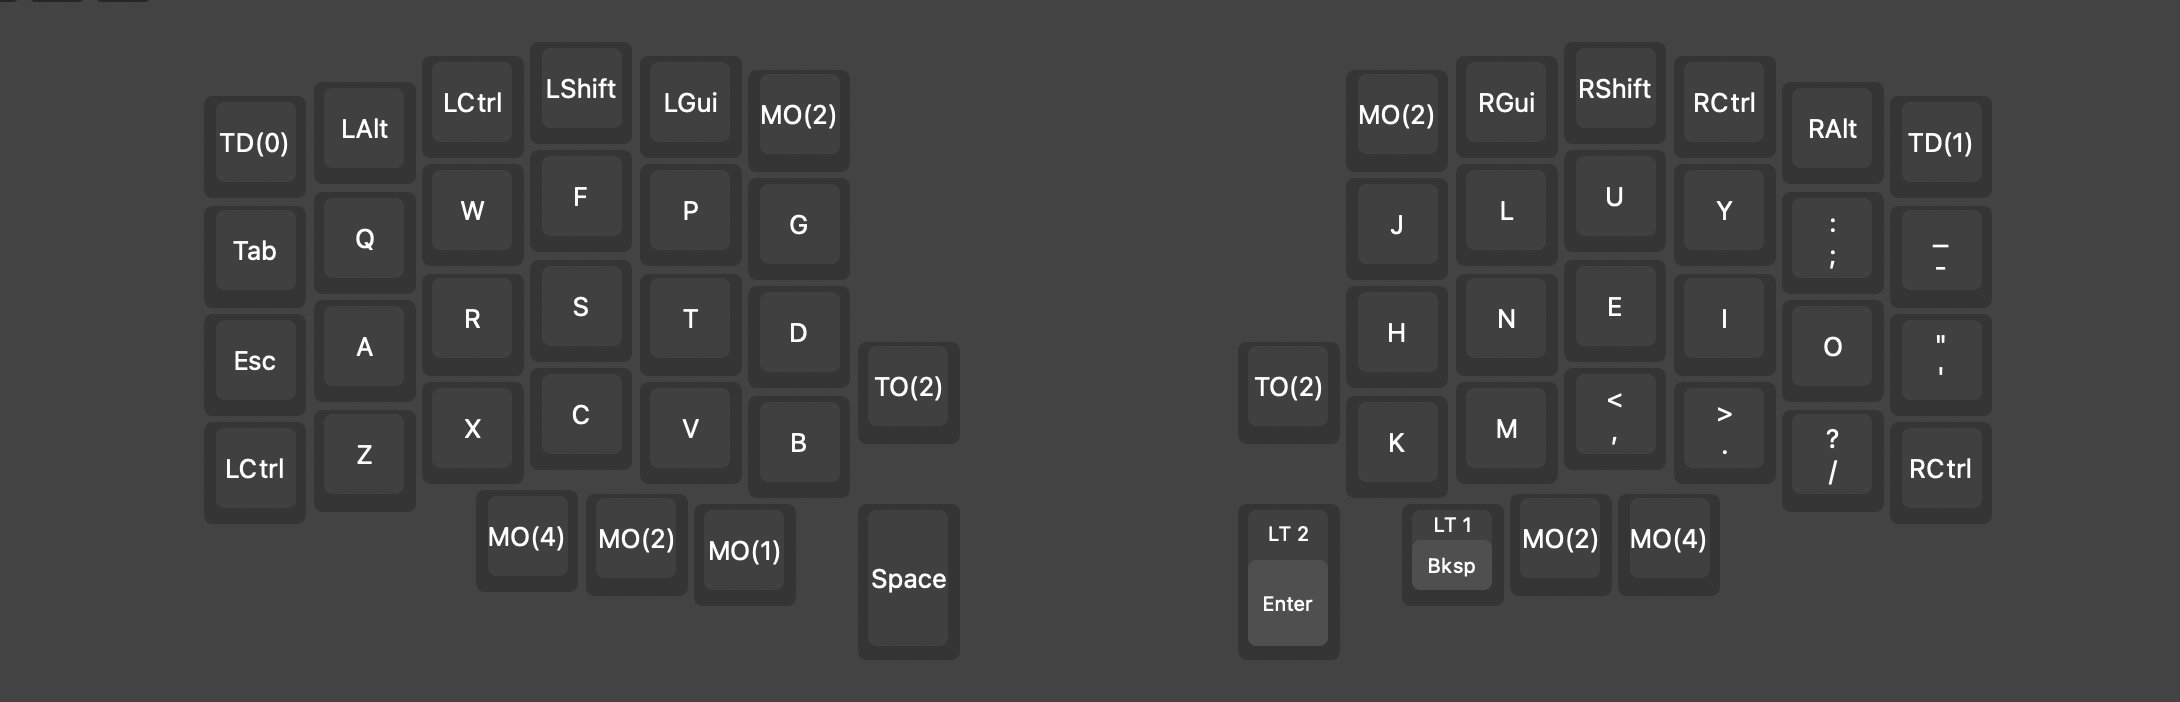 TD(0) LAlt LCtrl LShift LGui MO(2) MO(2) RGui RShift RCtrl RAlt TD(1)
Tab Q W F P G J L U Y : ; _ -
Esc A R S T D TO(2) TO(2) H N E I O " '
LCtrl Z X C V B K M < , > . ? / RCtrl
MO(4) MO(2) MO(1) Space LT 2 Enter LT 1 Bksp MO(2) MO(4)